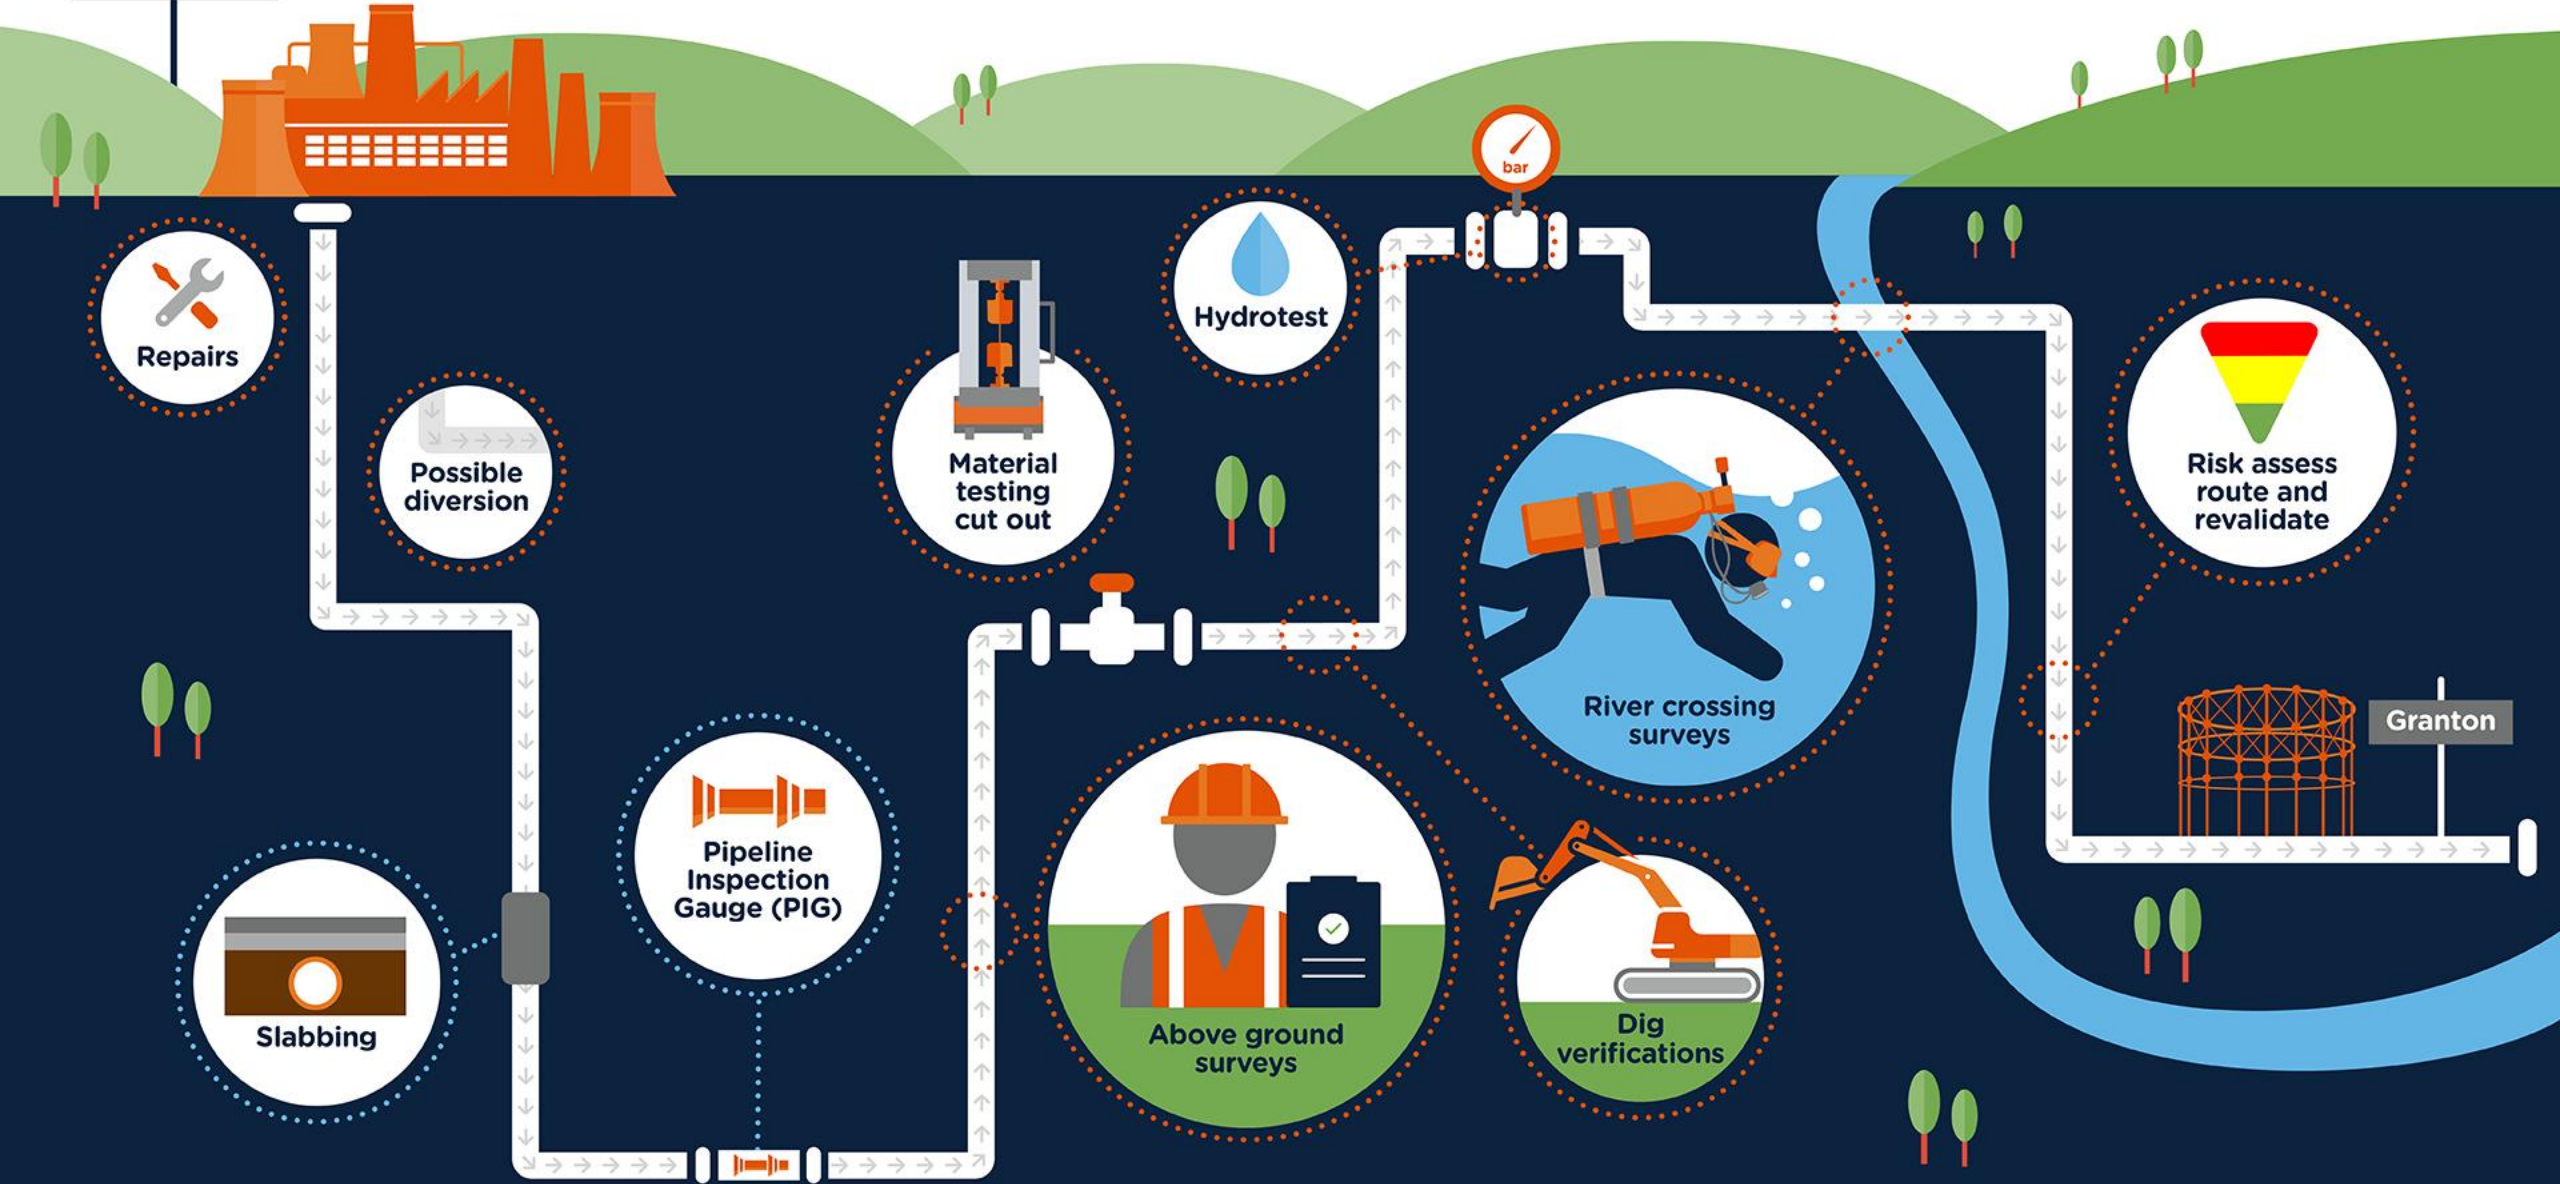 bar
Hydrotest
Repairs
Possible
diversion
Material
testing
cut out
Risk assess
route and
revalidate
River crossing
surveys
Granton
Pipeline
Inspection
Gauge (PIG)
Slabbing
Above ground
surveys
Dig
verifications